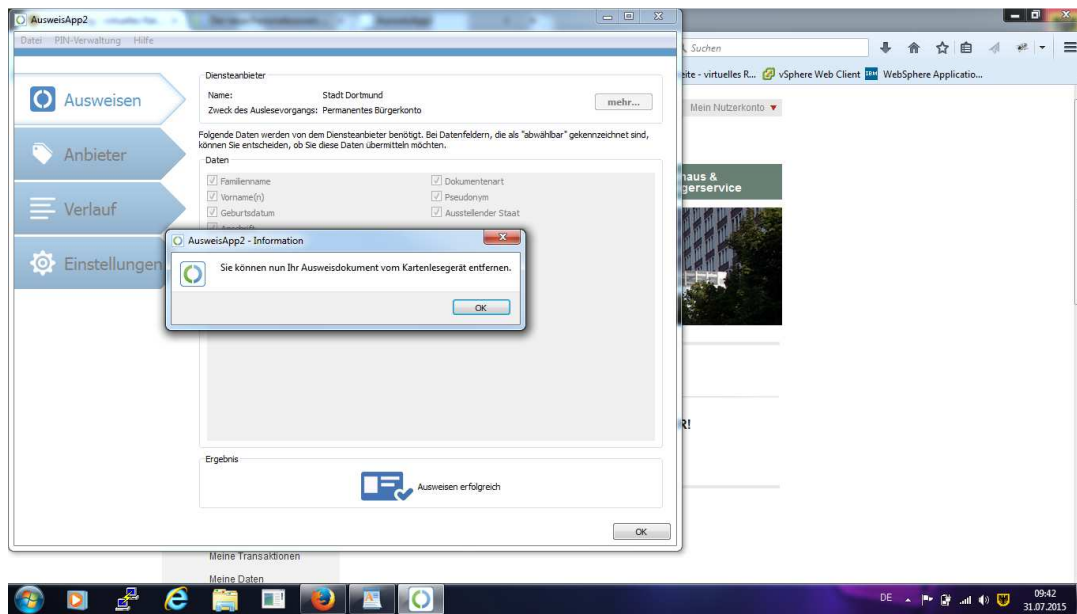 AusweisApp2
Datei PIN-Verwaltung Hilfe
Suchen
eite - virtuelles R... vSphere Web Client IBM WebSphere Applicatio...
Mein Nutzerkonto
Ausweisen
Anbieter
Verlauf
Einstellungen
Diensteanbieter
Name: Stadt Dortmund
Zweck des Auslesevorgangs: Permanentes Bürgerkonto
mehr...
Folgende Daten werden von dem Diensteanbieter benötigt. Bei Datenfeldern, die als "abwählbar" gekennzeichnet sind,
können Sie entscheiden, ob Sie diese Daten übermitteln möchten.
Daten
Familienname Dokumentenart
Vorname(n) Pseudonym
Geburtsdatum Ausstellender Staat
Anschrift
haus &
gerservice
AusweisApp2 - Information
Sie können nun Ihr Ausweisdokument vom Kartenlesegerät entfernen.
OK
R!
Ergebnis
Ausweisen erfolgreich
OK
Meine Transaktionen
Meine Daten
DE
09:42
31.07.2015